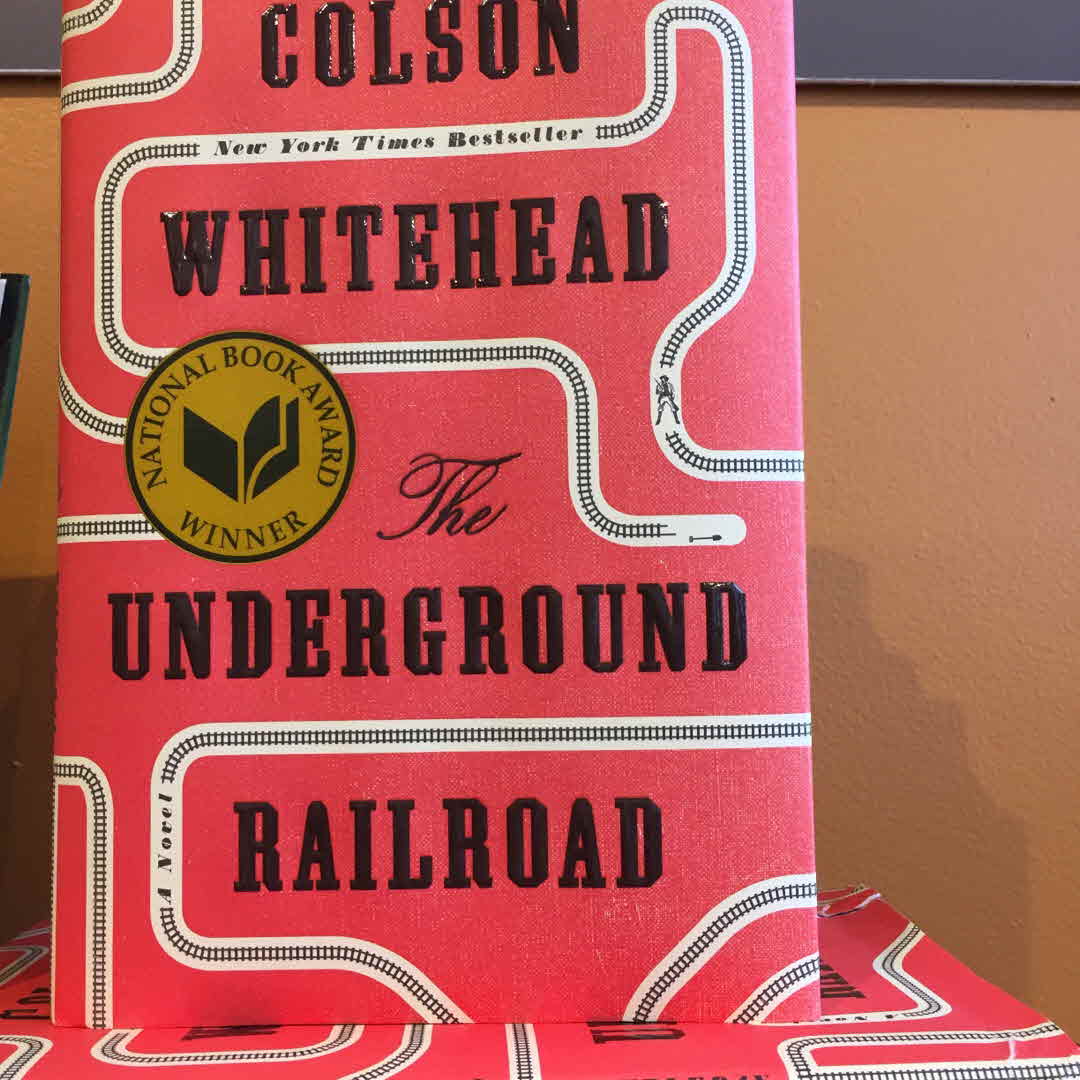 COLSON
New York Times Bestseller
WHITEHEAD
NATIONAL BOOK AWARD
WINNER
The
UNDERGROUND
RAILROAD
A Novel